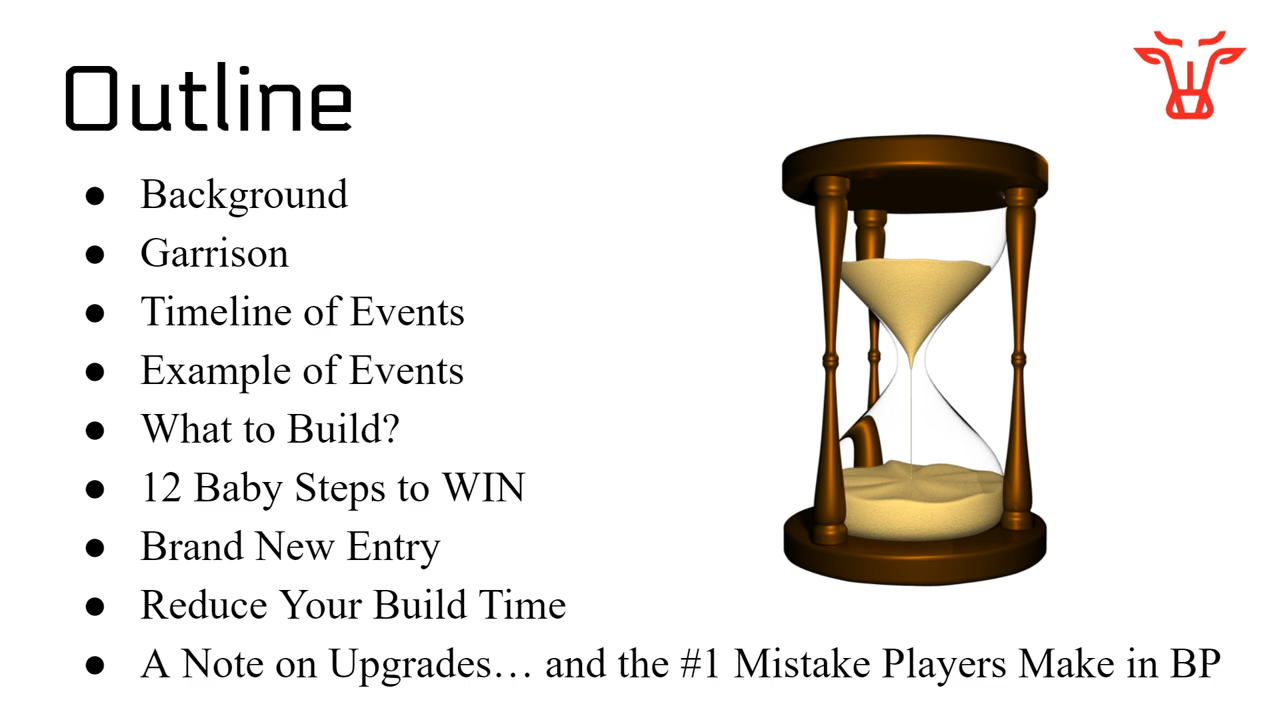 Outline
● Background
● Garrison
● Timeline of Events
● Example of Events
● What to Build?
● 12 Baby Steps to WIN
● Brand New Entry
● Reduce Your Build Time
● A Note on Upgrades… and the #1 Mistake Players Make in BP